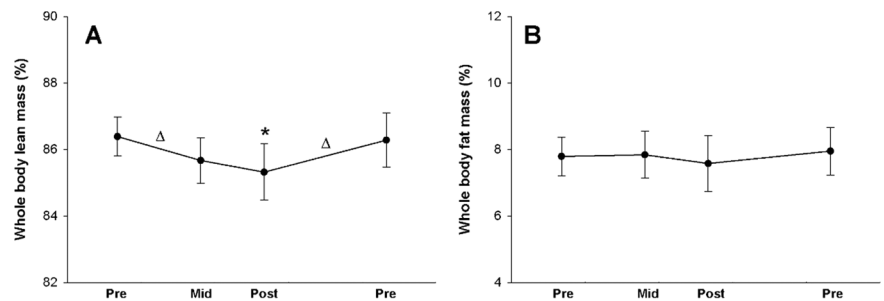 A
Whole body lean mass (%)
90
88
86
84
82
Δ
*
Δ
Pre Mid Post Pre
B
Whole body fat mass (%)
12
10
8
6
4
Pre Mid Post Pre